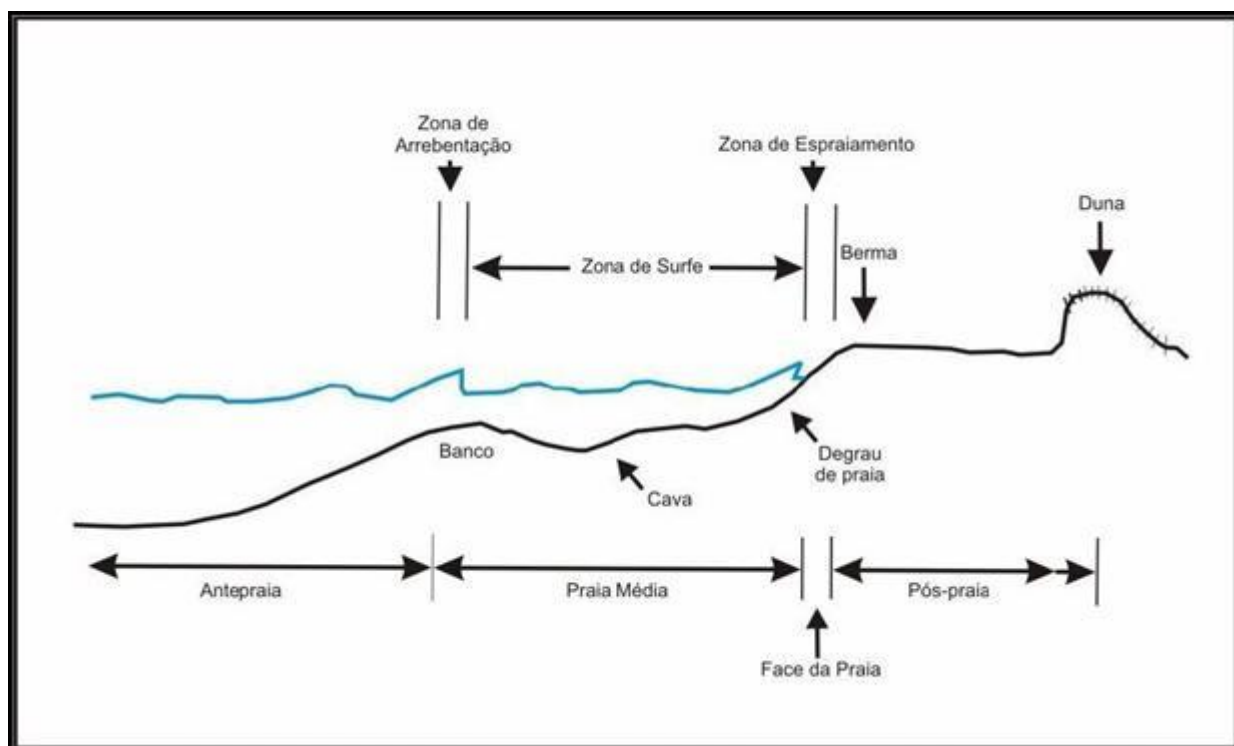 Zona de
Arrebentação
Zona de Espraiamento
Duna
Zona de Surfe
Berma
Banco
Cava
Degrau
de praia
Antepraia
Praia Média
Pós-praia
Face da Praia